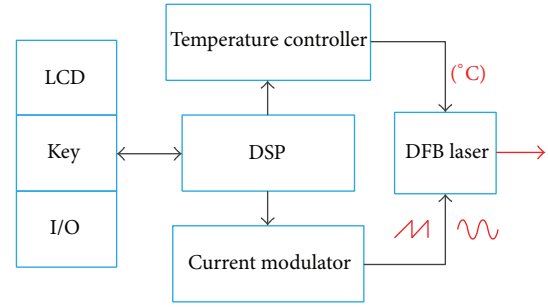 Temperature controller
LCD
(°C)
Key
DSP
DFB laser
I/O
Current modulator